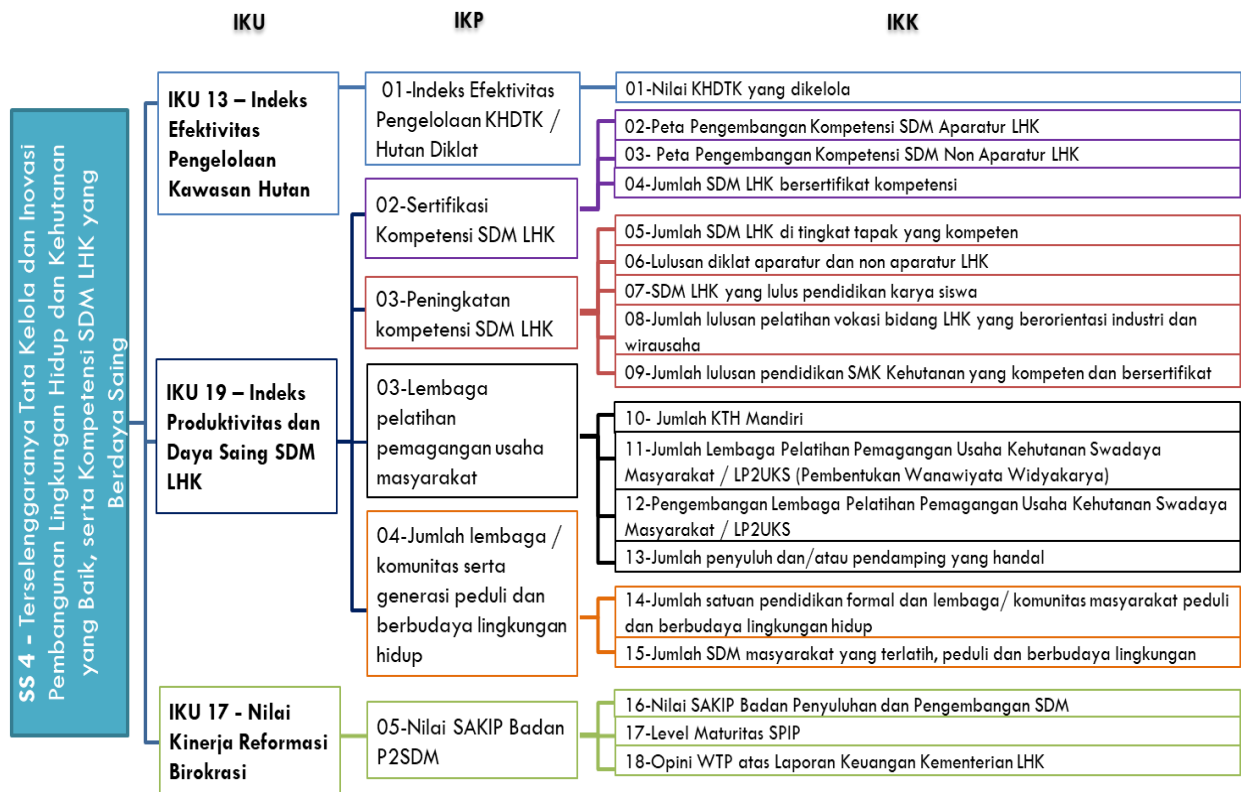 IKU
IKP
IKK
SS 4 - Terselenggaranya Tata Kelola dan Inovasi
Pembangunan Lingkungan Hidup dan Kehutanan
yang Baik, serta Kompetensi SDM LHK yang
Berdaya Saing
IKU 13 – Indeks
Efektivitas
Pengelolaan
Kawasan Hutan
01-Indeks Efektivitas
Pengelolaan KHDTK /
Hutan Diklat
01-Nilai KHDTK yang dikelola
IKU 19 – Indeks
Produktivitas dan
Daya Saing SDM
LHK
02-Sertifikasi
Kompetensi SDM LHK
02-Peta Pengembangan Kompetensi SDM Aparatur LHK
03- Peta Pengembangan Kompetensi SDM Non Aparatur LHK
04-Jumlah SDM LHK bersertifikat kompetensi
03-Peningkatan
kompetensi SDM LHK
05-Jumlah SDM LHK di tingkat tapak yang kompeten
06-Lulusan diklat aparatur dan non aparatur LHK
07-SDM LHK yang lulus pendidikan karya siswa
08-Jumlah lulusan pelatihan vokasi bidang LHK yang berorientasi industri dan
wirausaha
09-Jumlah lulusan pendidikan SMK Kehutanan yang kompeten dan bersertifikat
03-Lembaga
pelatihan
pemagangan usaha
masyarakat
10- Jumlah KTH Mandiri
11-Jumlah Lembaga Pelatihan Pemagangan Usaha Kehutanan Swadaya
Masyarakat / LP2UKS (Pembentukan Wanawiyata Widyakarya)
12-Pengembangan Lembaga Pelatihan Pemagangan Usaha Kehutanan Swadaya
Masyarakat / LP2UKS
13-Jumlah penyuluh dan/atau pendamping yang handal
04-Jumlah lembaga /
komunitas serta
generasi peduli dan
berbudaya lingkungan
hidup
14-Jumlah satuan pendidikan formal dan lembaga/ komunitas masyarakat peduli
dan berbudaya lingkungan hidup
15-Jumlah SDM masyarakat yang terlatih, peduli dan berbudaya lingkungan
IKU 17 - Nilai
Kinerja Reformasi
Birokrasi
05-Nilai SAKIP Badan
P2SDM
16-Nilai SAKIP Badan Penyuluhan dan Pengembangan SDM
17-Level Maturitas SPIP
18-Opini WTP atas Laporan Keuangan Kementerian LHK